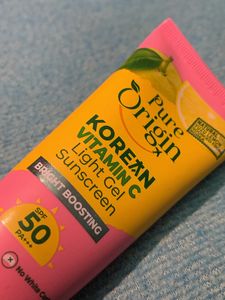 Pure
Origin
KOREAN
VITAMIN C
Light Gel
Sunscreen
BRIGHT BOOSTING
SPF
50
PA+++
No White